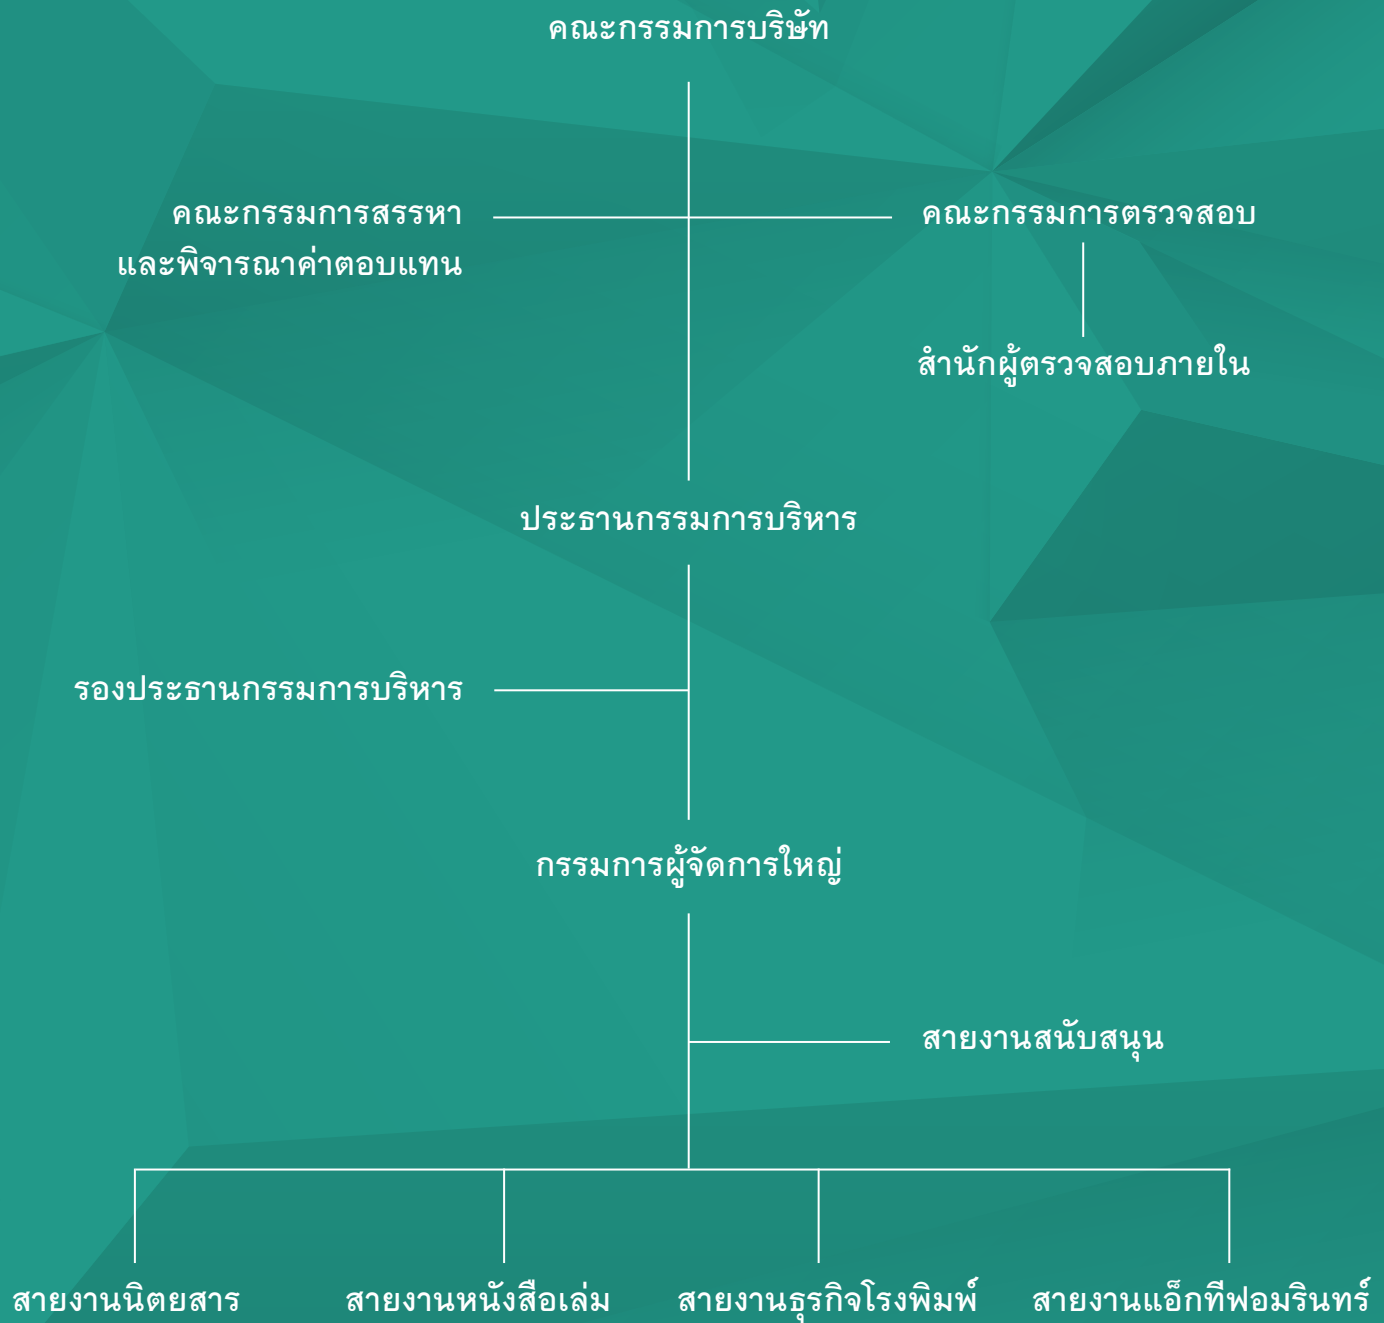 คณะกรรมการบริษัท
คณะกรรมการสรรหา
และพิจารณาค่าตอบแทน
คณะกรรมการตรวจสอบ
สำนักผู้ตรวจสอบภายใน
ประธานกรรมการบริหาร
รองประธานกรรมการบริหาร
กรรมการผู้จัดการใหญ่
สายงานสนับสนุน
สายงานนิตยสาร
สายงานหนังสือเล่ม
สายงานธุรกิจโรงพิมพ์
สายงานแอ็กทีฟอมรินทร์